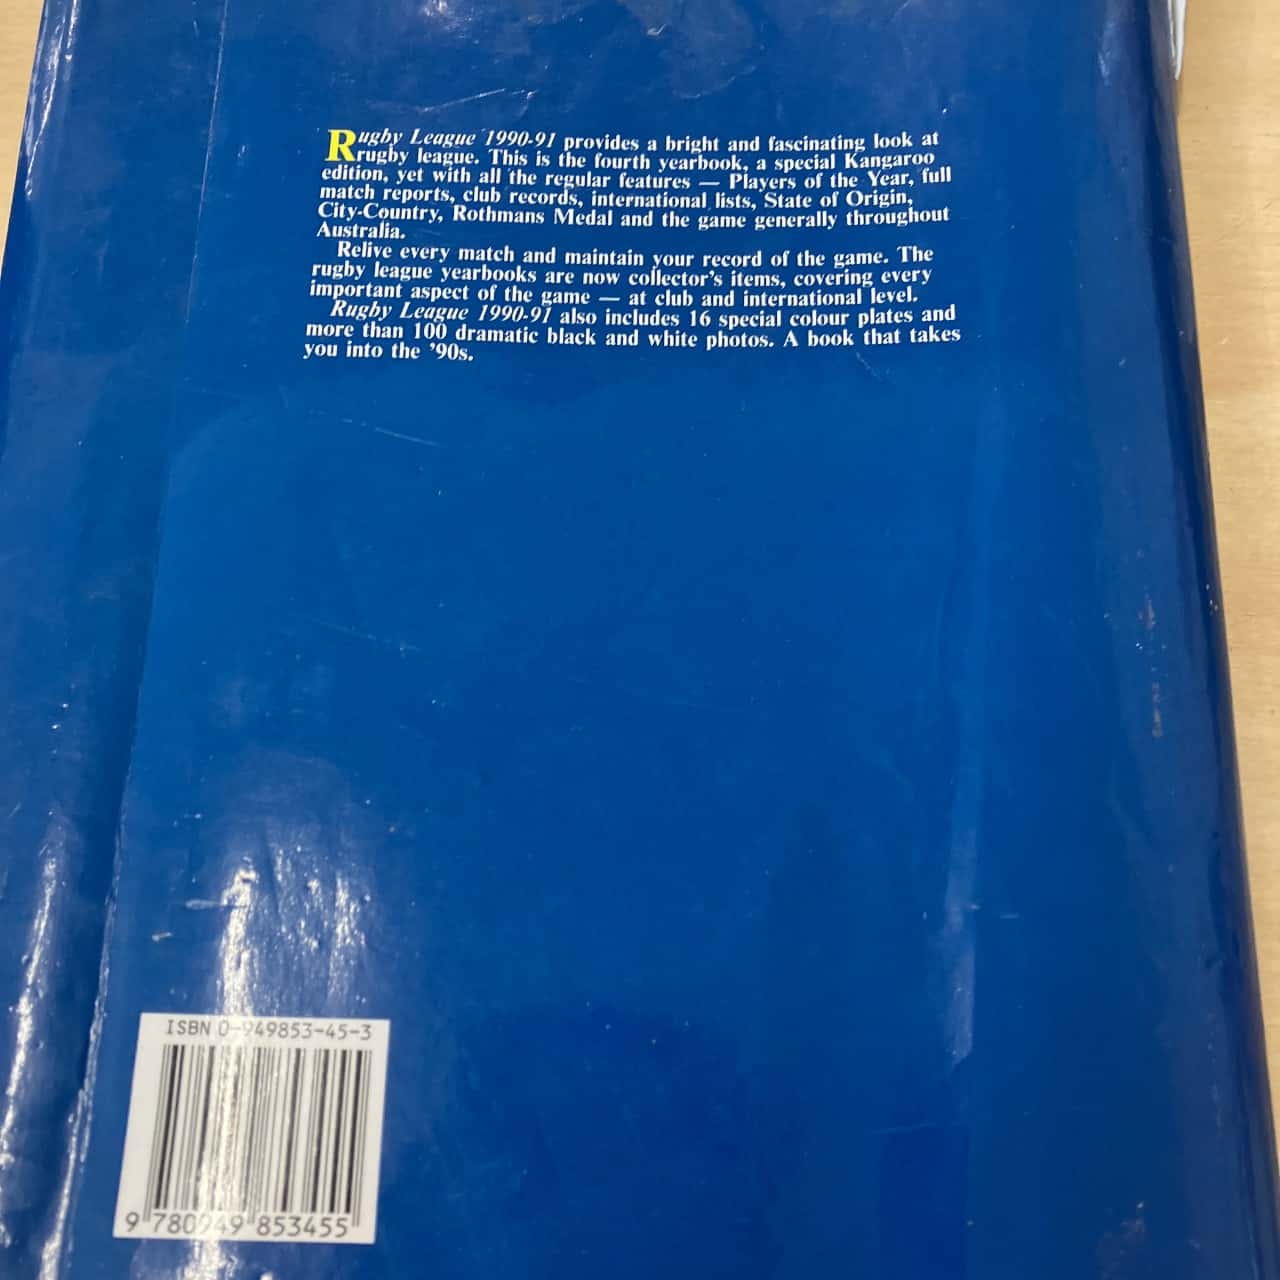 Rugby League 1990-91 provides a bright and fascinating look at
rugby league. This is the fourth yearbook, a special Kangaroo
edition, yet with all the regular features — Players of the Year, full
match reports, club records, international lists, State of Origin,
City-Country, Rothmans Medal and the game generally throughout
Australia.
Relive every match and maintain your record of the game. The
rugby league yearbooks are now collector's items, covering every
important aspect of the game — at club and international level.
Rugby League 1990-91 also includes 16 special colour plates and
more than 100 dramatic black and white photos. A book that takes
you into the '90s.
ISBN 0-949853-45-3
9 780949 853455